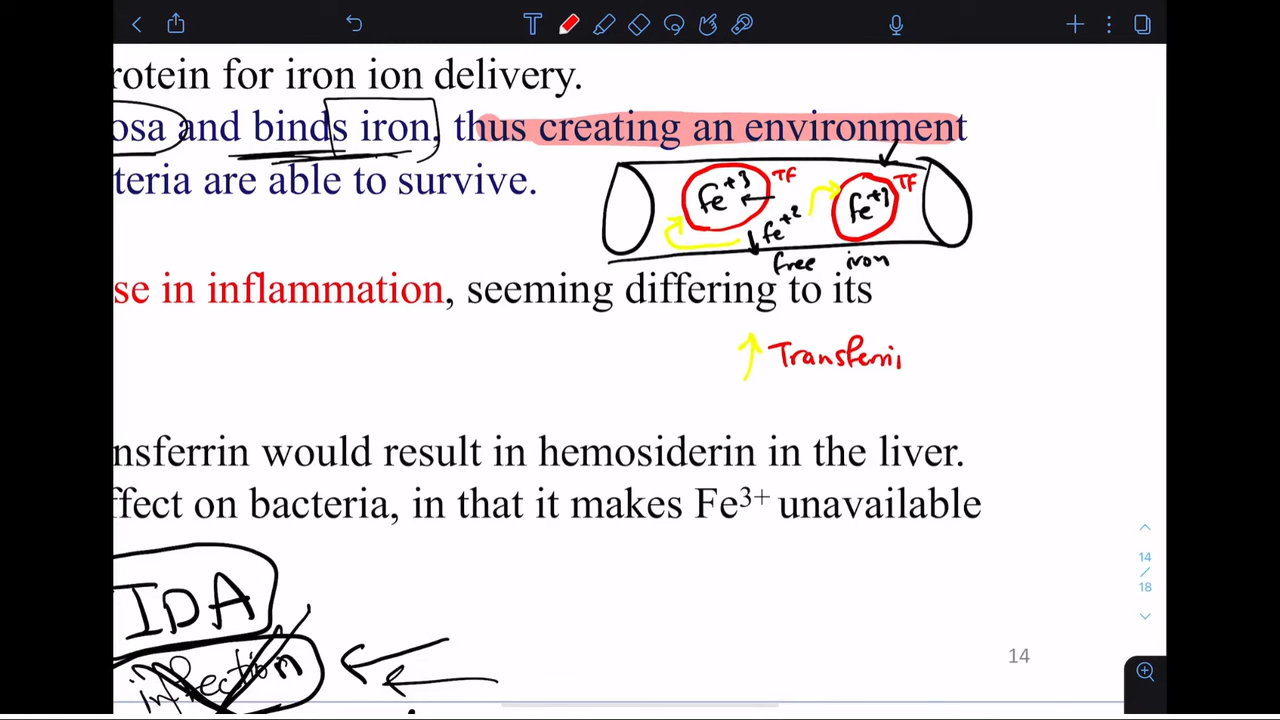 rotein for iron ion delivery.
osa and binds iron, thus creating an environment
teria are able to survive.
Fe+3 TF
Fe+3 TF
Fe+2
free iron
se in inflammation, seeming differing to its
↑ Transferrin
nsferrin would result in hemosiderin in the liver.
ffect on bacteria, in that it makes Fe³⁺ unavailable
IDA
infection
14
/
18
14